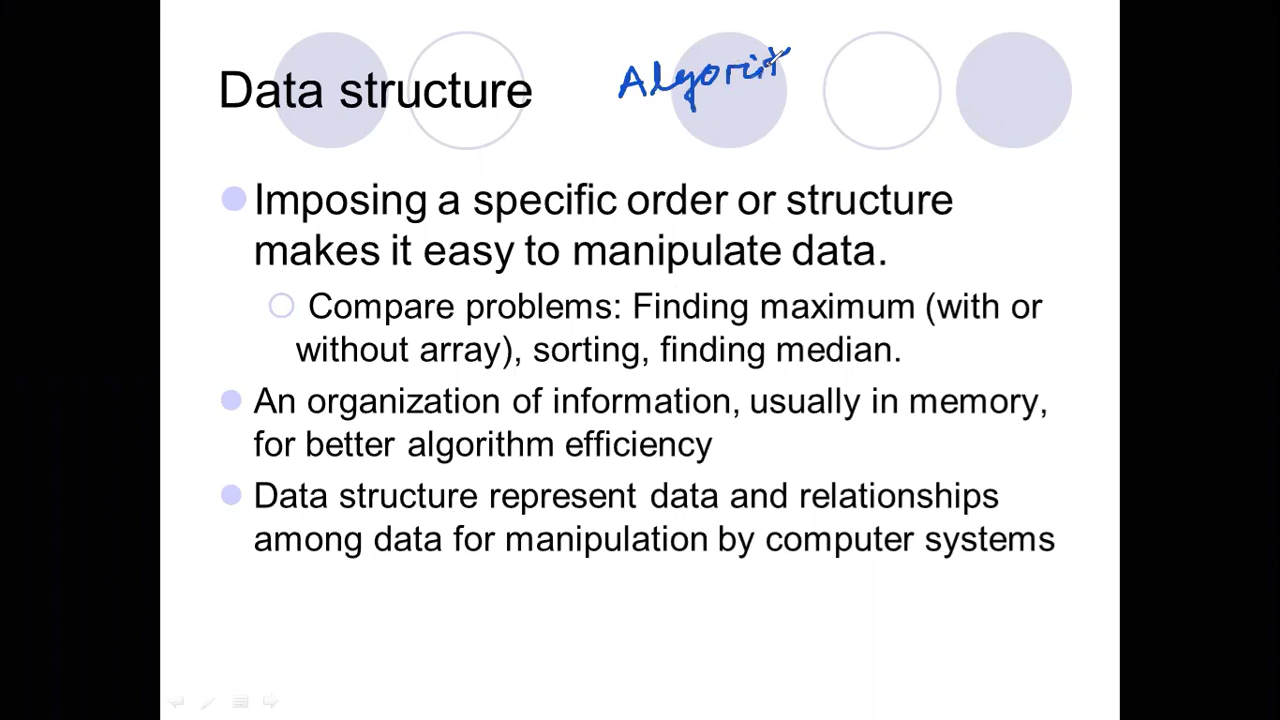 Data structure Algorit
Imposing a specific order or structure
makes it easy to manipulate data.
Compare problems: Finding maximum (with or
without array), sorting, finding median.
An organization of information, usually in memory,
for better algorithm efficiency
Data structure represent data and relationships
among data for manipulation by computer systems